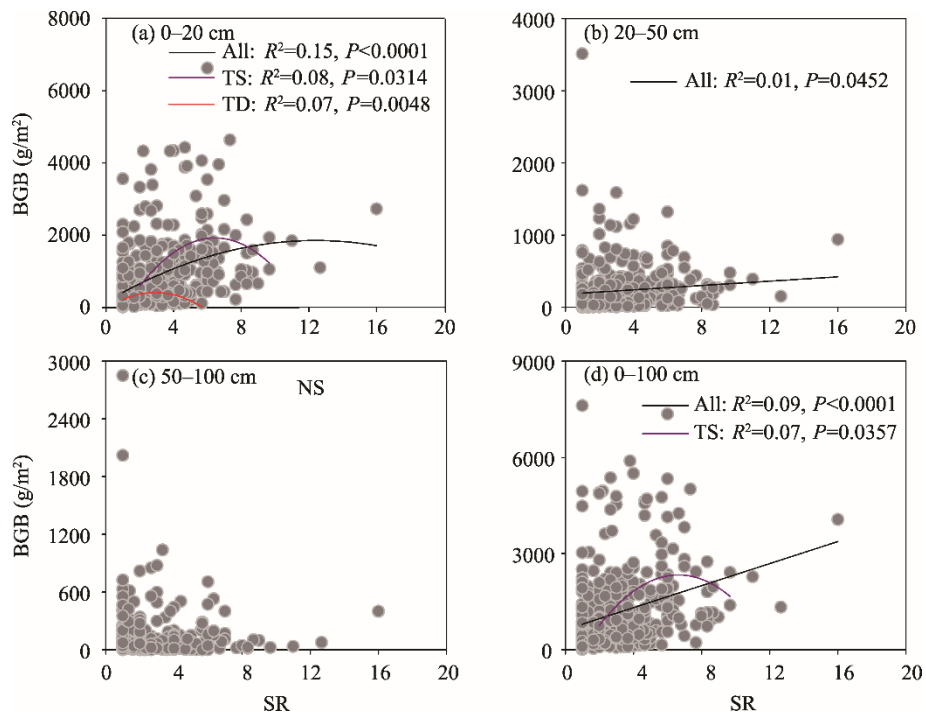 (a) 0–20 cm
All: R²=0.15, P<0.0001
TS: R²=0.08, P=0.0314
TD: R²=0.07, P=0.0048
8000
6000
4000
2000
0
BGB (g/m²)
0 4 8 12 16 20
(b) 20–50 cm
All: R²=0.01, P=0.0452
4000
3000
2000
1000
0
0 4 8 12 16 20
(c) 50–100 cm
NS
3000
2400
1800
1200
600
0
BGB (g/m²)
0 4 8 12 16 20
SR
(d) 0–100 cm
All: R²=0.09, P<0.0001
TS: R²=0.07, P=0.0357
9000
6000
3000
0
0 4 8 12 16 20
SR